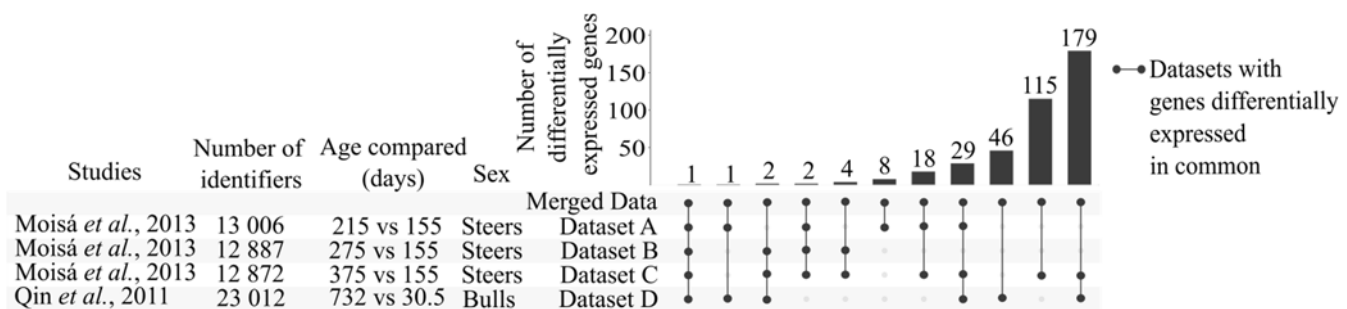 Number of
differentially
expressed genes
200
150
100
50
1 1 2 2 4 8 18 29 46 115 179
Datasets with
genes differentially
expressed
in common
Studies Number of identifiers Age compared (days) Sex
Merged Data
Moisá et al., 2013 13 006 215 vs 155 Steers Dataset A
Moisá et al., 2013 12 887 275 vs 155 Steers Dataset B
Moisá et al., 2013 12 872 375 vs 155 Steers Dataset C
Qin et al., 2011 23 012 732 vs 30.5 Bulls Dataset D